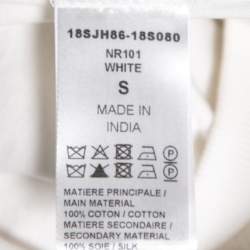 18SJH86-18S080
NR101
WHITE
S
MADE IN
INDIA
MATIERE PRINCIPALE /
MAIN MATERIAL
100% COTON / COTTON
MATIERE SECONDAIRE /
SECONDARY MATERIAL
100% SOIE / SILK